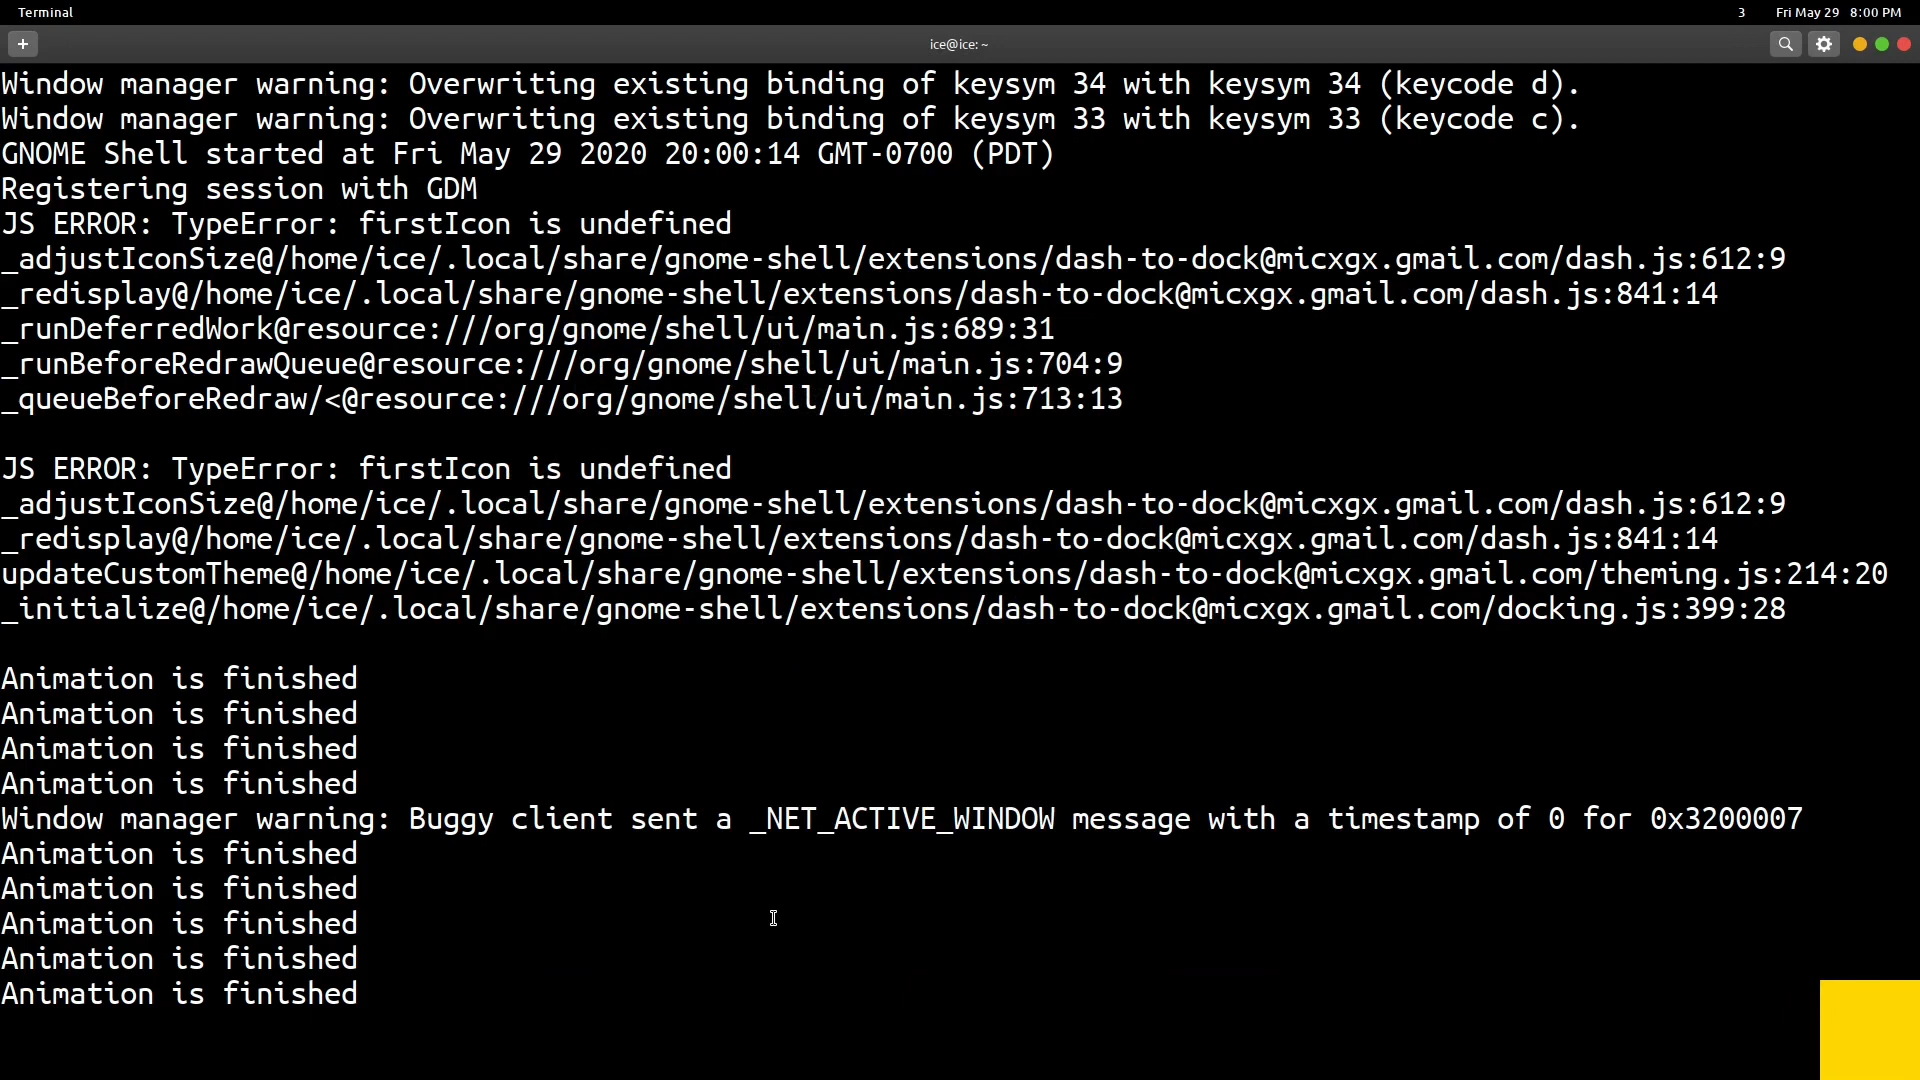 Terminal
3 Fri May 29 8:00 PM
ice@ice: ~
Window manager warning: Overwriting existing binding of keysym 34 with keysym 34 (keycode d).
Window manager warning: Overwriting existing binding of keysym 33 with keysym 33 (keycode c).
GNOME Shell started at Fri May 29 2020 20:00:14 GMT-0700 (PDT)
Registering session with GDM
JS ERROR: TypeError: firstIcon is undefined
_adjustIconSize@/home/ice/.local/share/gnome-shell/extensions/dash-to-dock@micxgx.gmail.com/dash.js:612:9
_redisplay@/home/ice/.local/share/gnome-shell/extensions/dash-to-dock@micxgx.gmail.com/dash.js:841:14
_runDeferredWork@resource:///org/gnome/shell/ui/main.js:689:31
_runBeforeRedrawQueue@resource:///org/gnome/shell/ui/main.js:704:9
_queueBeforeRedraw/<@resource:///org/gnome/shell/ui/main.js:713:13
JS ERROR: TypeError: firstIcon is undefined
_adjustIconSize@/home/ice/.local/share/gnome-shell/extensions/dash-to-dock@micxgx.gmail.com/dash.js:612:9
_redisplay@/home/ice/.local/share/gnome-shell/extensions/dash-to-dock@micxgx.gmail.com/dash.js:841:14
updateCustomTheme@/home/ice/.local/share/gnome-shell/extensions/dash-to-dock@micxgx.gmail.com/theming.js:214:20
_initialize@/home/ice/.local/share/gnome-shell/extensions/dash-to-dock@micxgx.gmail.com/docking.js:399:28
Animation is finished
Animation is finished
Animation is finished
Animation is finished
Window manager warning: Buggy client sent a _NET_ACTIVE_WINDOW message with a timestamp of 0 for 0x3200007
Animation is finished
Animation is finished
Animation is finished
Animation is finished
Animation is finished